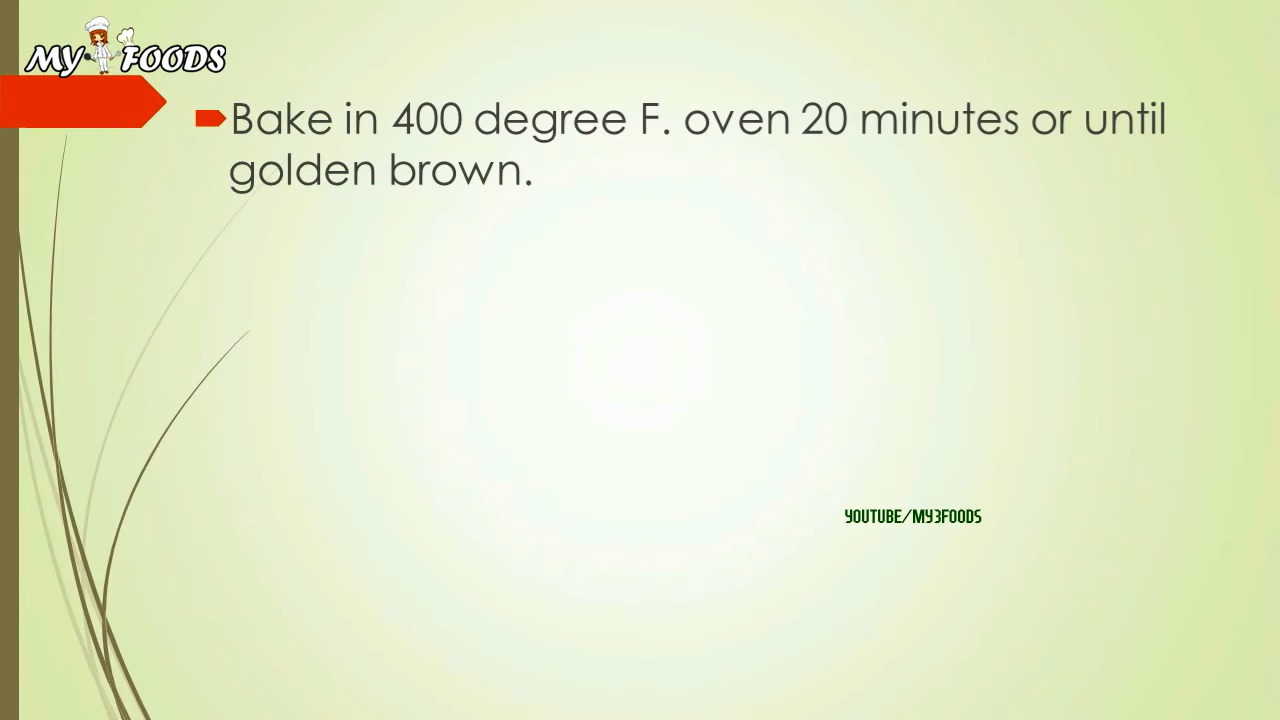 MY FOODS
Bake in 400 degree F. oven 20 minutes or until
golden brown.
YOUTUBE/MY3FOODS